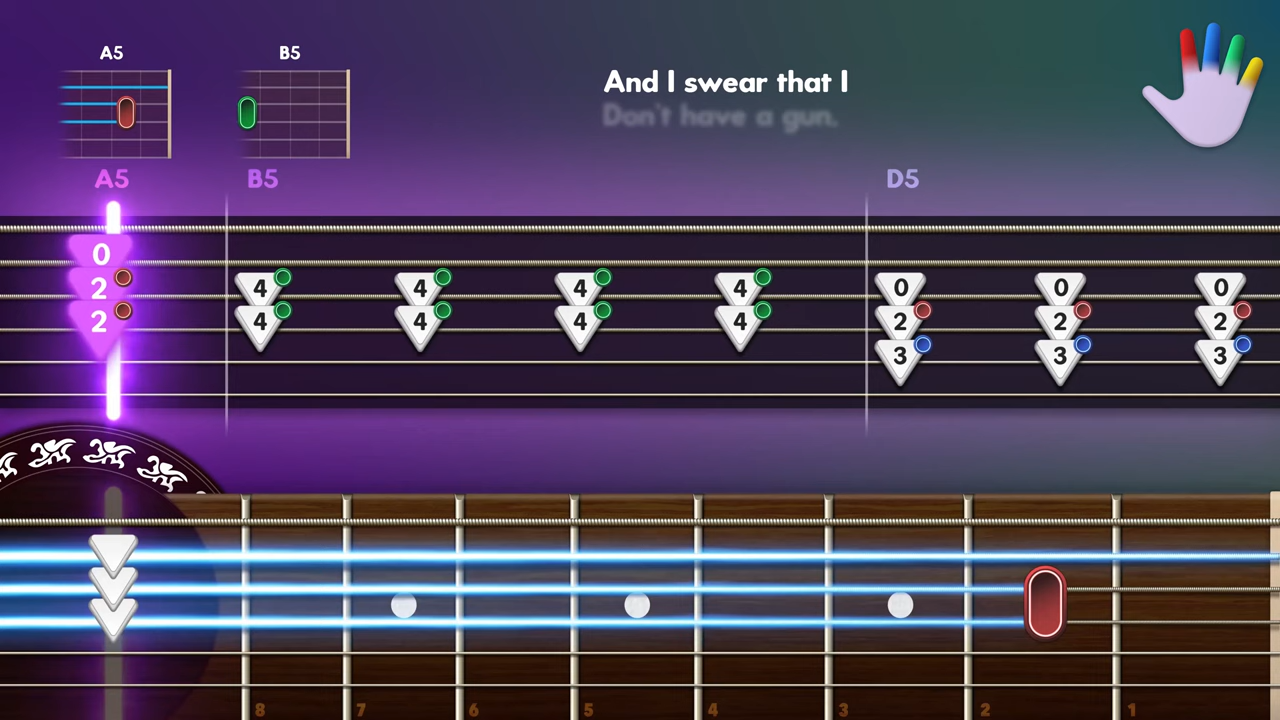 A5 B5
And I swear that I
Don't have a gun.
A5 B5 D5
0
2 4 4 4 4 0 0 0
2 4 4 4 4 2 2 2
3 3 3
8 7 6 5 4 3 2 1